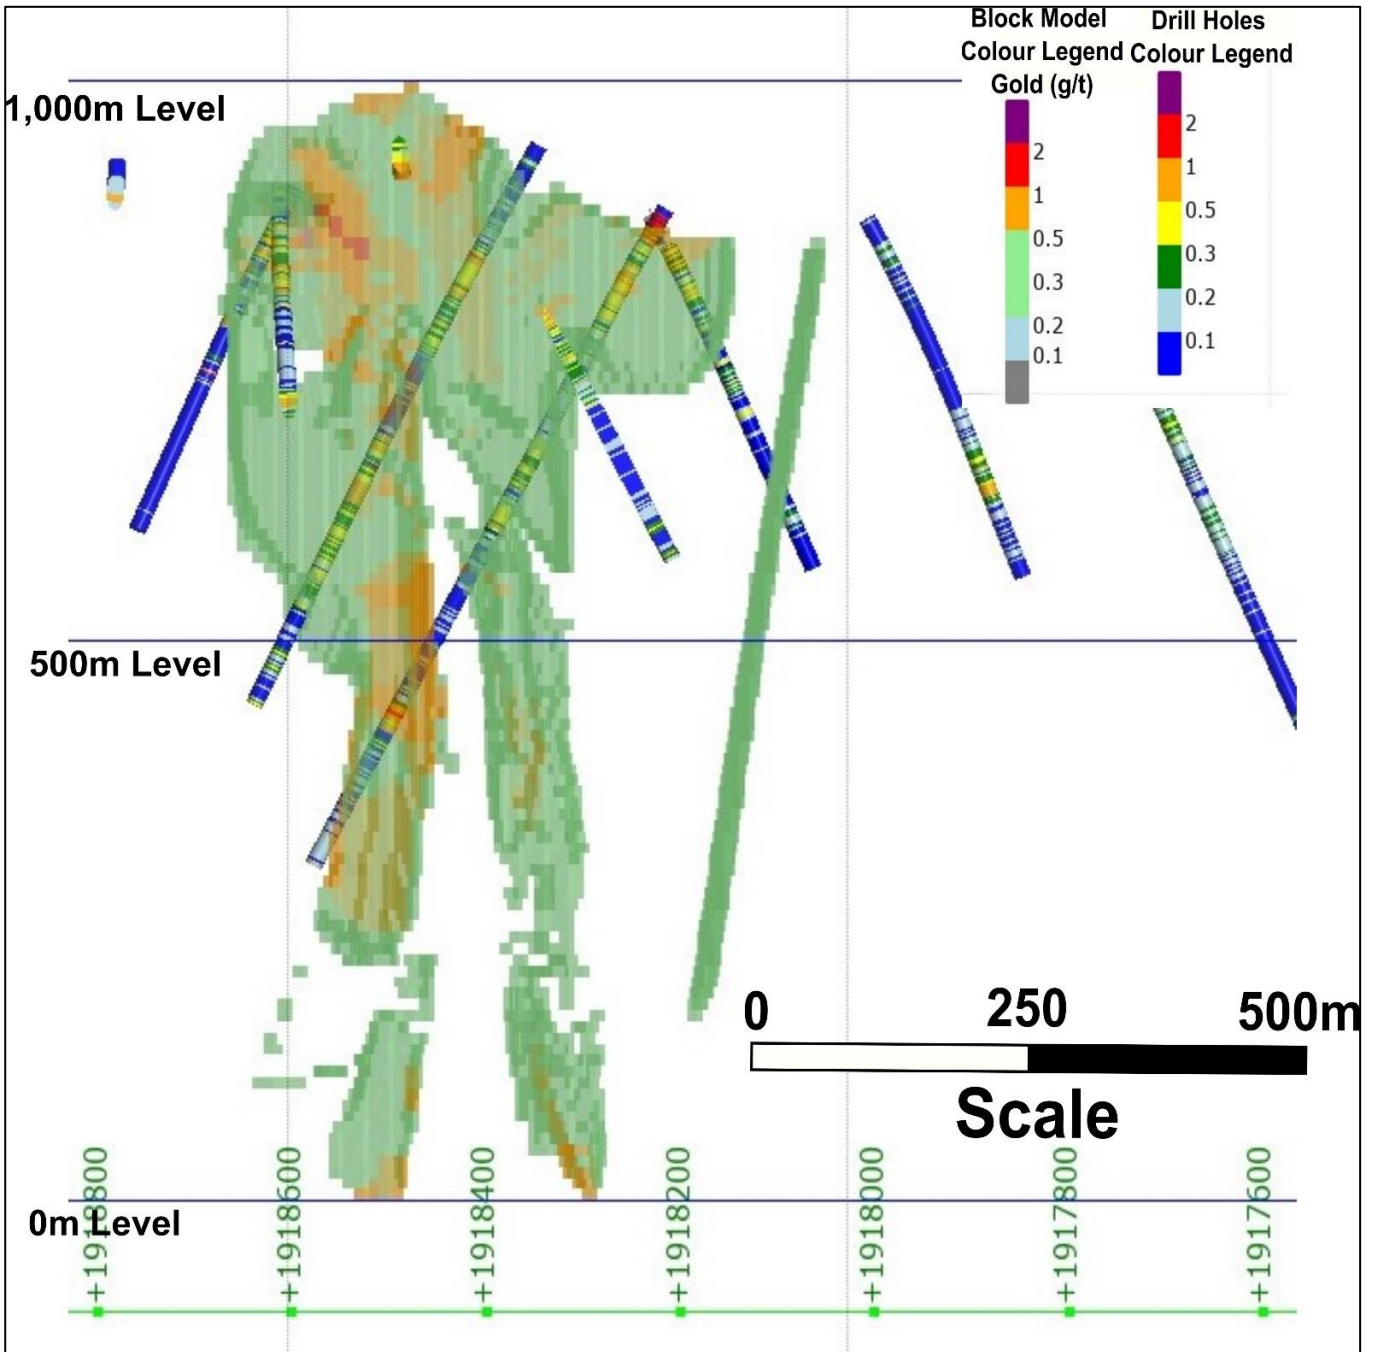 Block Model
Colour Legend
Gold (g/t)
2
1
0.5
0.3
0.2
0.1
Drill Holes
Colour Legend
2
1
0.5
0.3
0.2
0.1
1,000m Level
500m Level
0 250 500m
Scale
0m Level
+1918800
+1918600
+1918400
+1918200
+1918000
+1917800
+1917600